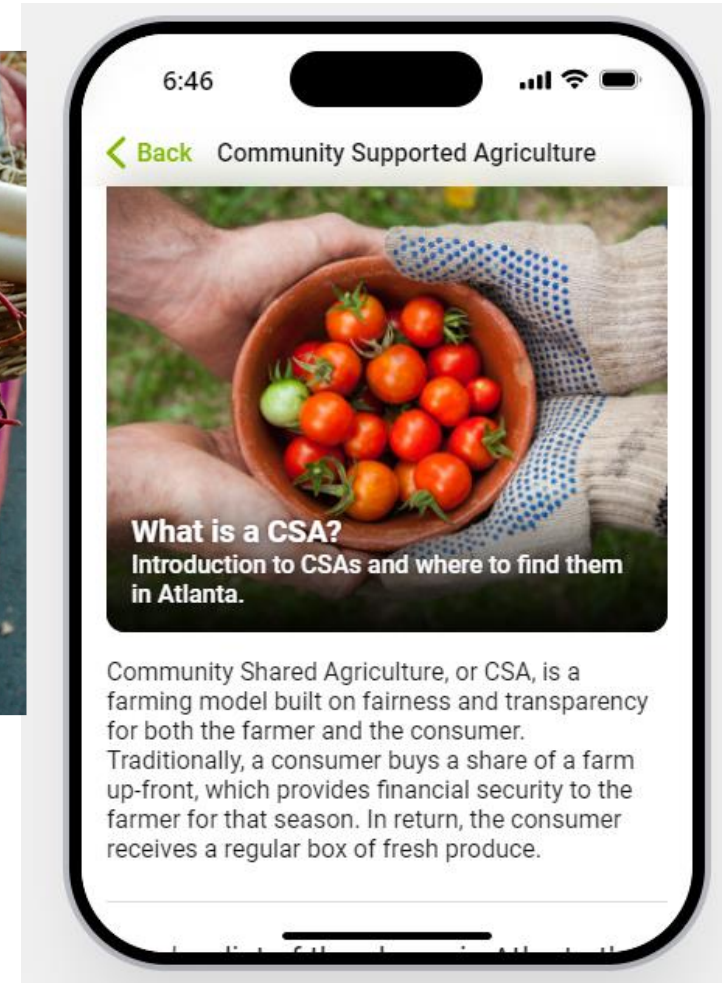 6:46
Back Community Supported Agriculture
What is a CSA?
Introduction to CSAs and where to find them
in Atlanta.
Community Shared Agriculture, or CSA, is a
farming model built on fairness and transparency
for both the farmer and the consumer.
Traditionally, a consumer buys a share of a farm
up-front, which provides financial security to the
farmer for that season. In return, the consumer
receives a regular box of fresh produce.